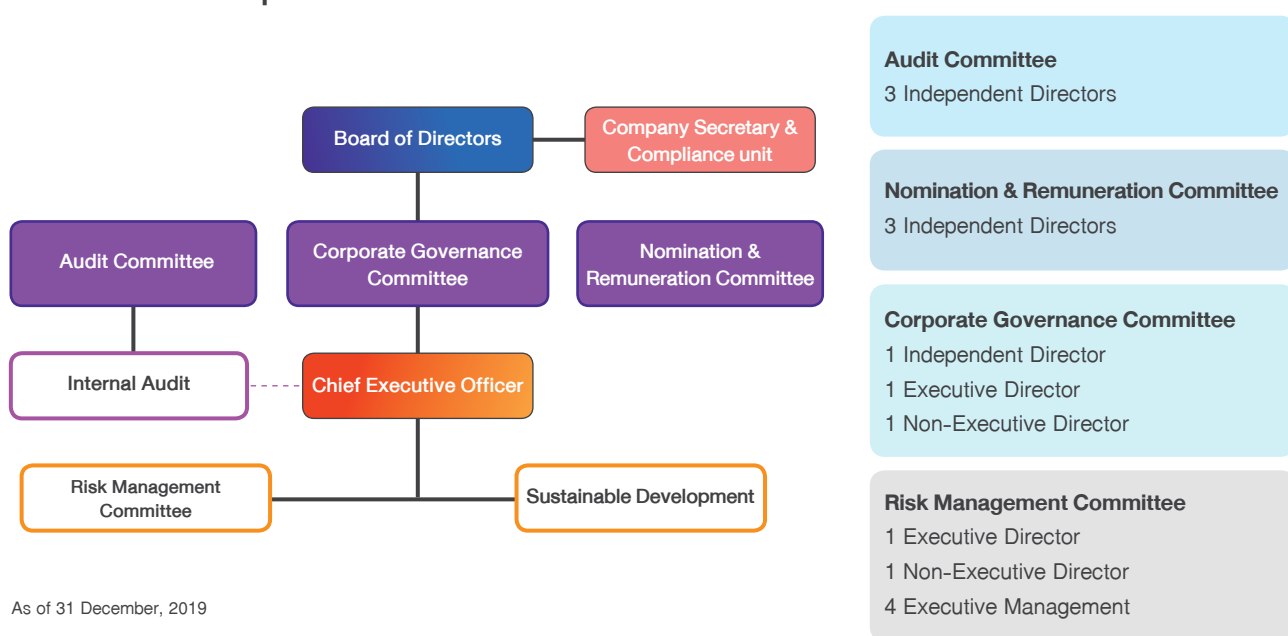 Board of Directors
Company Secretary &
Compliance unit
Audit Committee
Corporate Governance
Committee
Nomination &
Remuneration Committee
Internal Audit
Chief Executive Officer
Risk Management
Committee
Sustainable Development
As of 31 December, 2019
Audit Committee
3 Independent Directors
Nomination & Remuneration Committee
3 Independent Directors
Corporate Governance Committee
1 Independent Director
1 Executive Director
1 Non-Executive Director
Risk Management Committee
1 Executive Director
1 Non-Executive Director
4 Executive Management